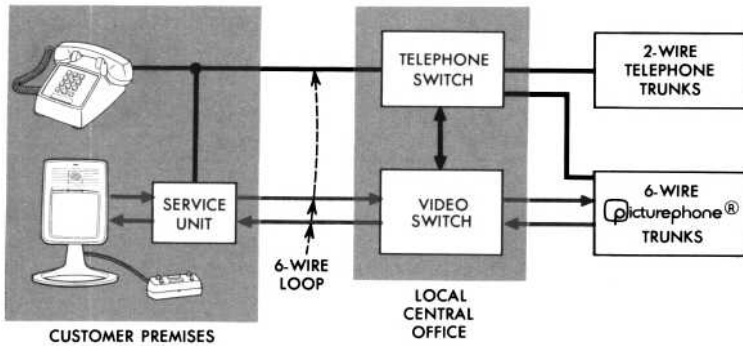 TELEPHONE
SWITCH
2-WIRE
TELEPHONE
TRUNKS
SERVICE
UNIT
VIDEO
SWITCH
6-WIRE
picturephone®
TRUNKS
6-WIRE
LOOP
LOCAL
CENTRAL
OFFICE
CUSTOMER PREMISES